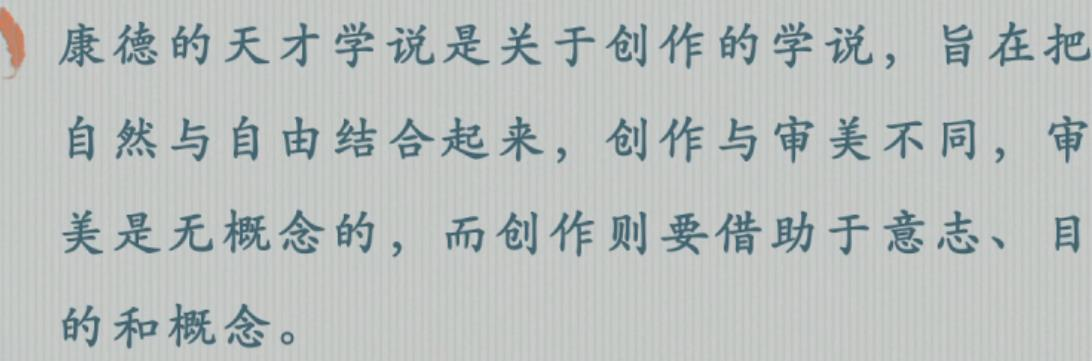 康德的天才学说是关于创作的学说，旨在把
自然与自由结合起来，创作与审美不同，审
美是无概念的，而创作则要借助于意志、目
的和概念。